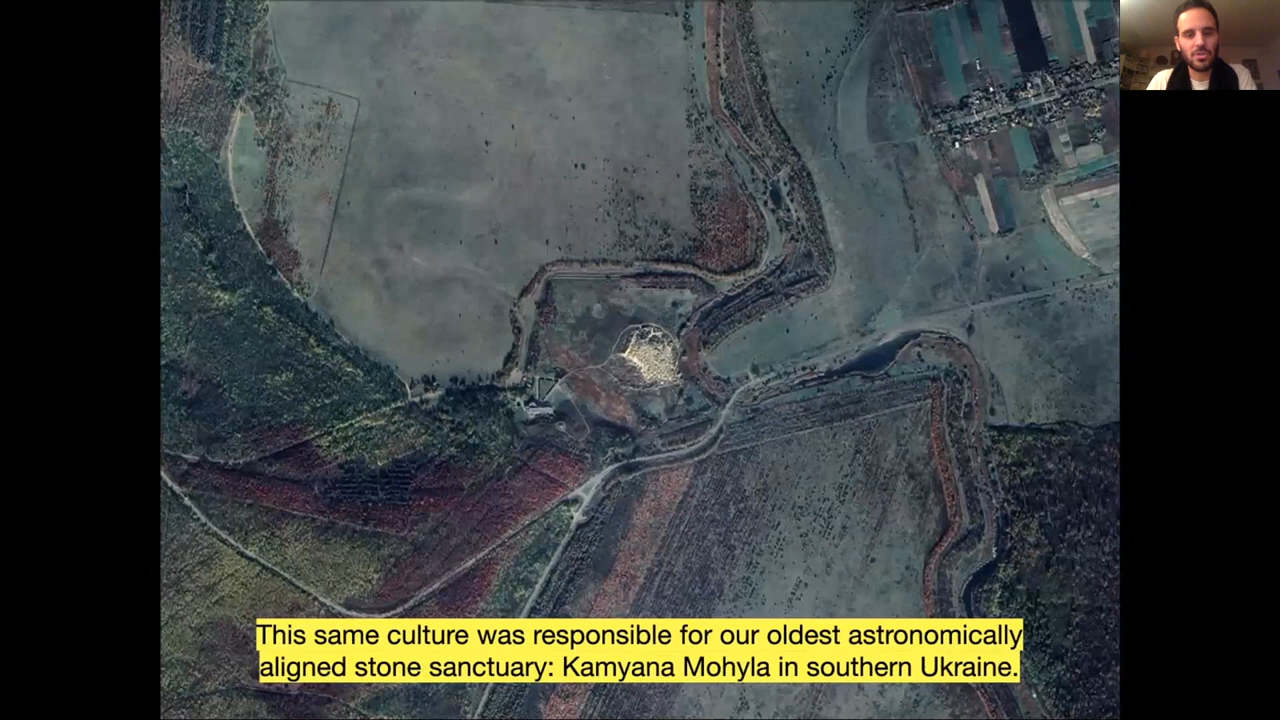 This same culture was responsible for our oldest astronomically
aligned stone sanctuary: Kamyana Mohyla in southern Ukraine.